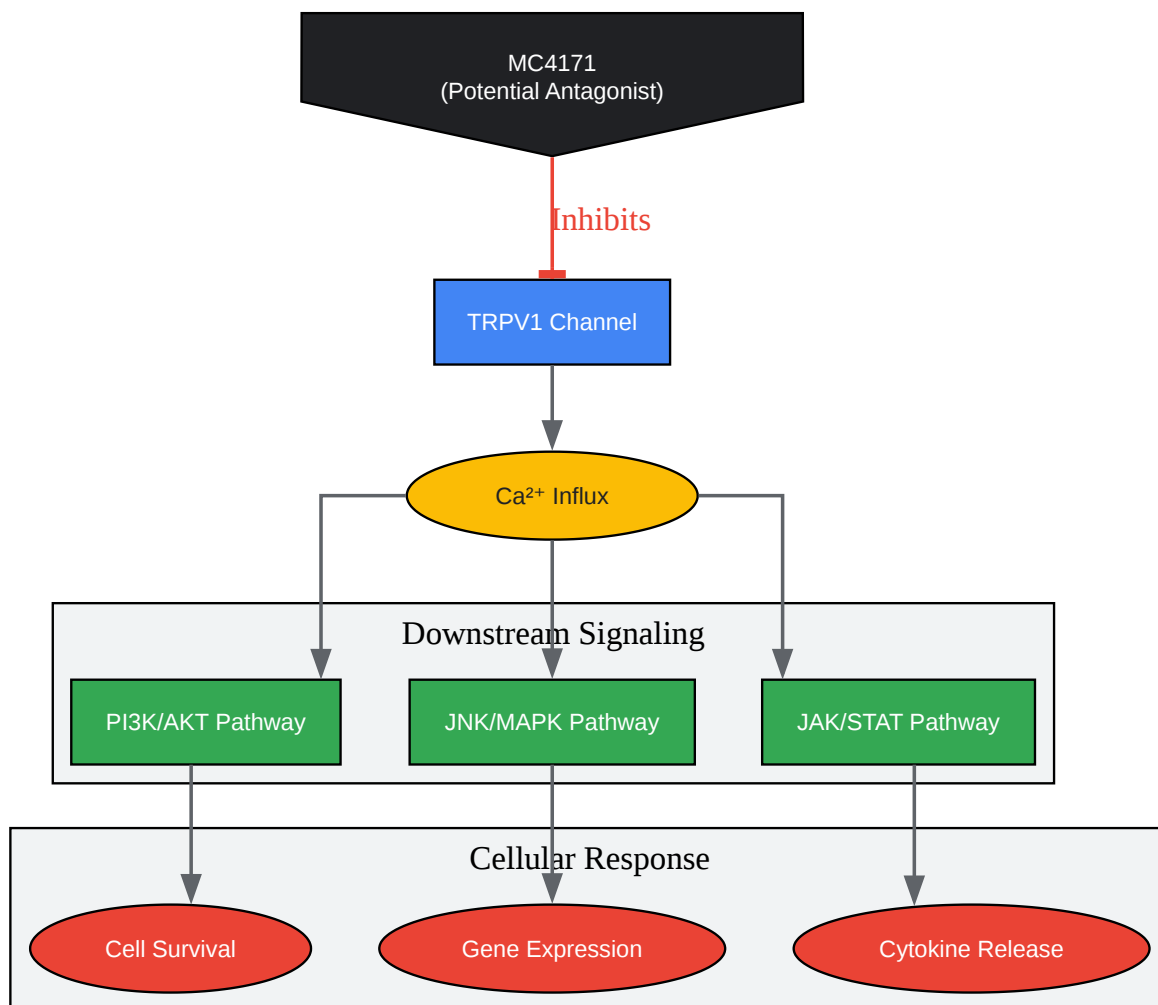 MC4171
(Potential Antagonist)
Inhibits
TRPV1 Channel
Ca²⁺ Influx
Downstream Signaling
PI3K/AKT Pathway
JNK/MAPK Pathway
JAK/STAT Pathway
Cellular Response
Cell Survival
Gene Expression
Cytokine Release